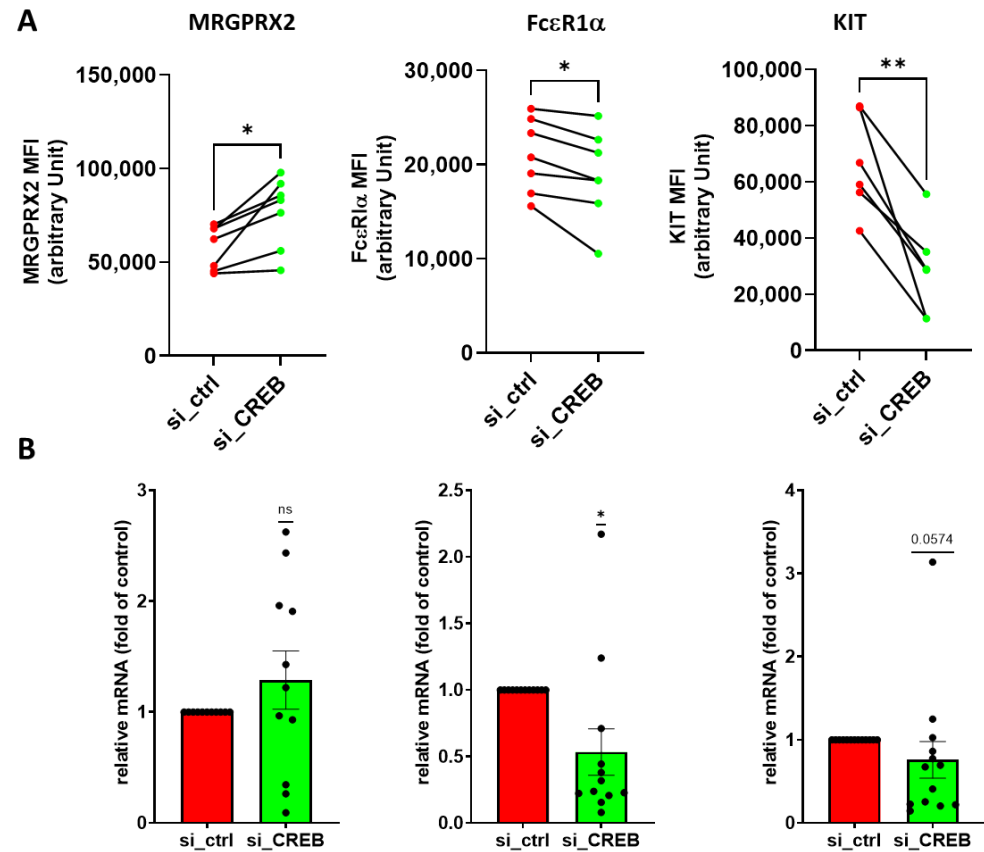 A
MRGPRX2
FcεR1α
KIT
MRGPRX2 MFI
(arbitrary Unit)
150,000
100,000
50,000
0
*
si_ctrl
si_CREB
FcεRIα MFI
(arbitrary Unit)
30,000
20,000
10,000
0
*
si_ctrl
si_CREB
KIT MFI
(arbitrary Unit)
100,000
80,000
60,000
40,000
20,000
0
**
si_ctrl
si_CREB
B
relative mRNA (fold of control)
3
2
1
0
ns
si_ctrl
si_CREB
relative mRNA (fold of control)
2.5
2.0
1.5
1.0
0.5
0.0
*
si_ctrl
si_CREB
relative mRNA (fold of control)
4
3
2
1
0
0.0574
si_ctrl
si_CREB